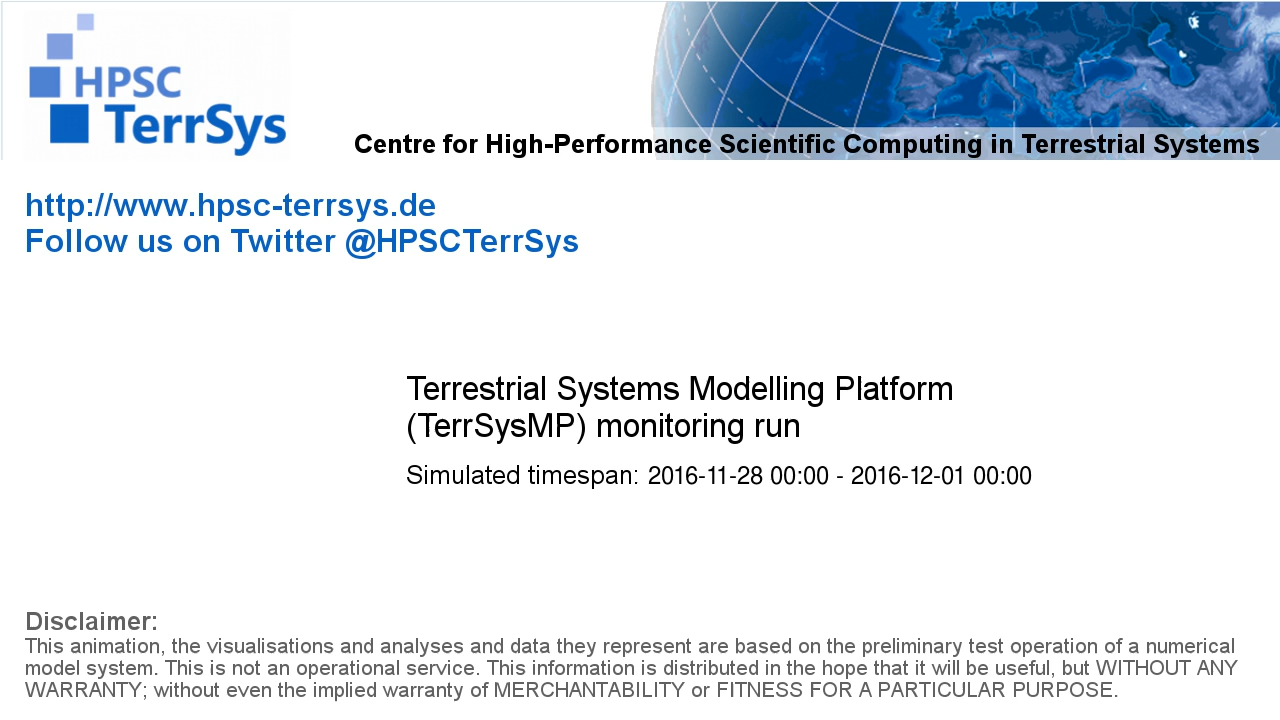 HPSC
TerrSys
Centre for High-Performance Scientific Computing in Terrestrial Systems
http://www.hpsc-terrsys.de
Follow us on Twitter @HPSCTerrSys
Terrestrial Systems Modelling Platform
(TerrSysMP) monitoring run
Simulated timespan: 2016-11-28 00:00 - 2016-12-01 00:00
Disclaimer:
This animation, the visualisations and analyses and data they represent are based on the preliminary test operation of a numerical
model system. This is not an operational service. This information is distributed in the hope that it will be useful, but WITHOUT ANY
WARRANTY; without even the implied warranty of MERCHANTABILITY or FITNESS FOR A PARTICULAR PURPOSE.